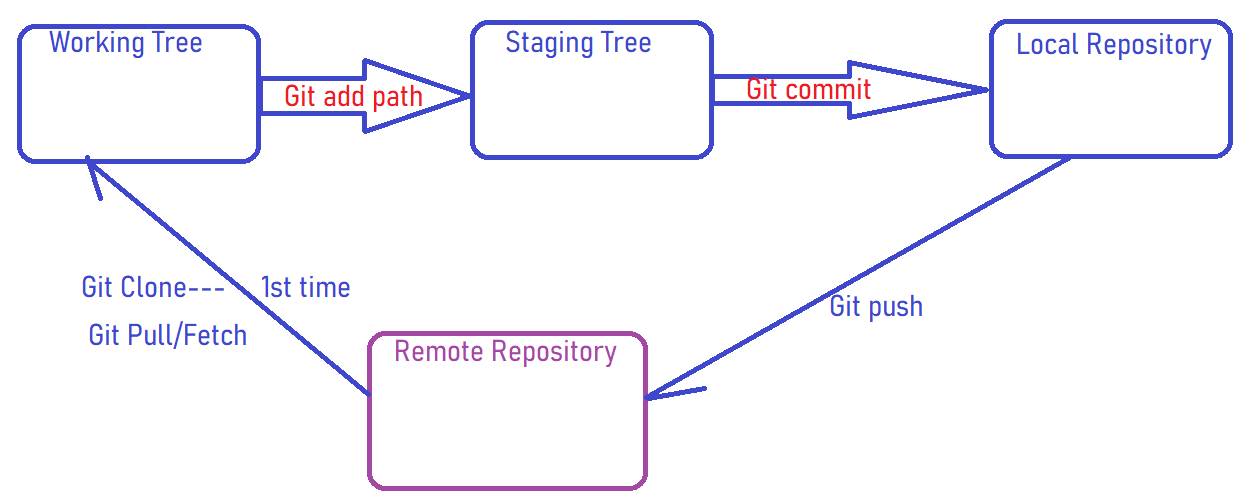 Working Tree
Staging Tree
Local Repository
Git add path
Git commit
Git Clone--- 1st time
Git Pull/Fetch
Git push
Remote Repository